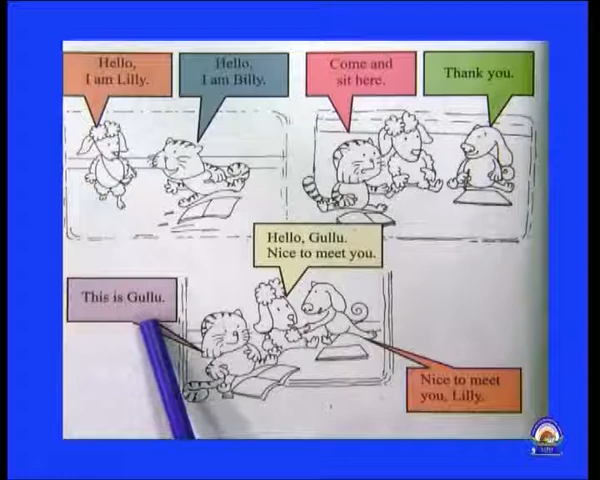 Hello,
I am Lilly.
Hello,
I am Billy.
Come and
sit here.
Thank you.
Hello, Gullu.
Nice to meet you.
This is Gullu.
Nice to meet
you, Lilly.